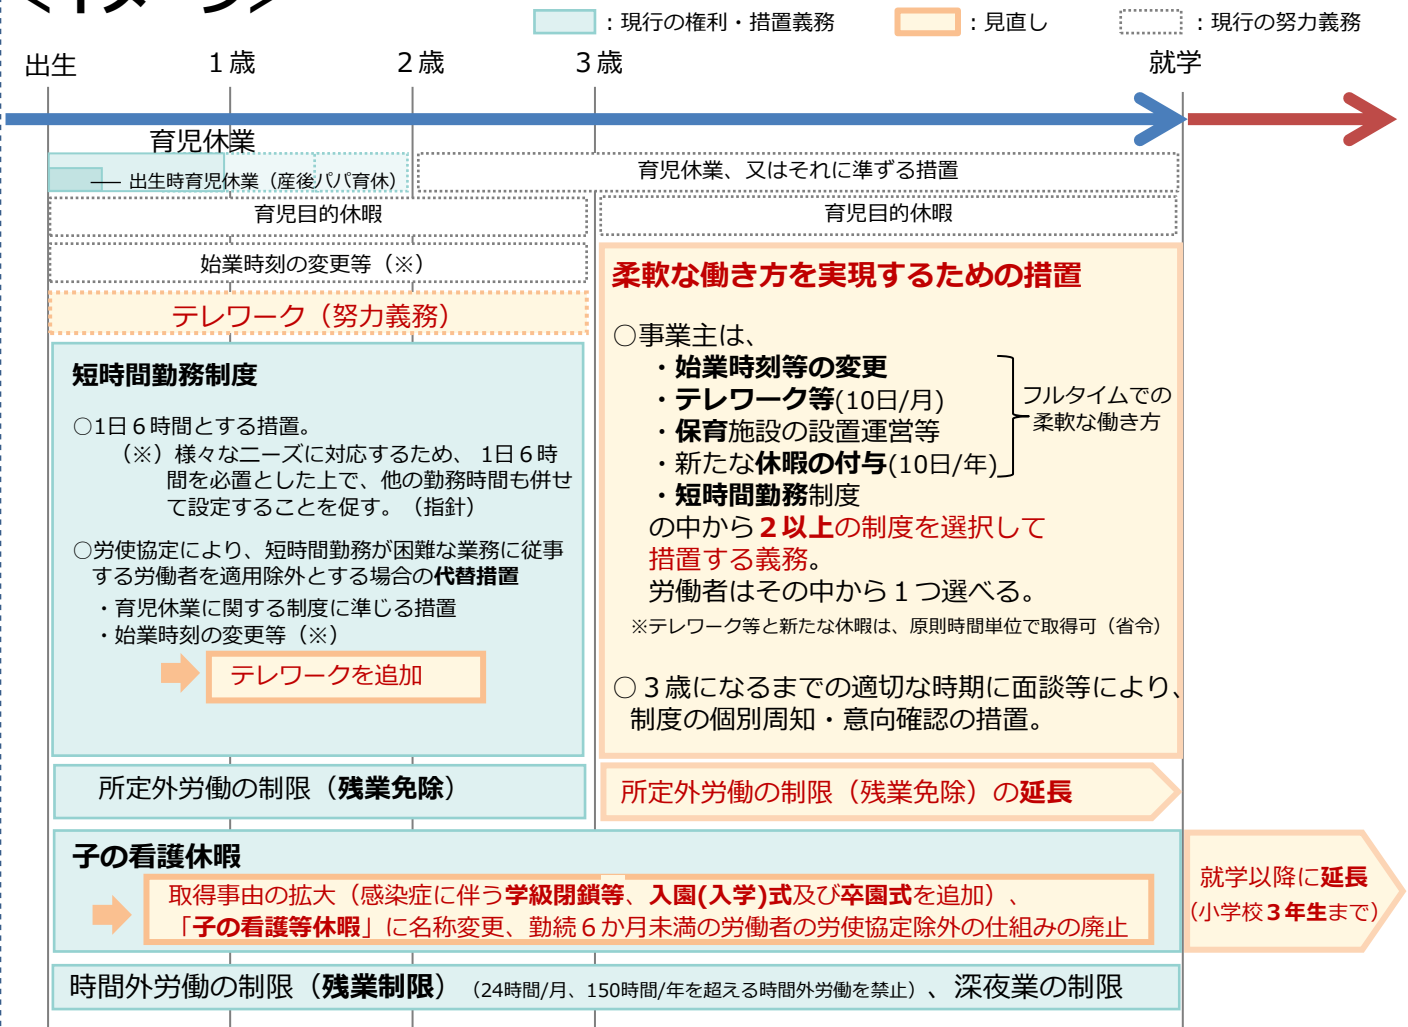 ＜イメージ＞
：現行の権利・措置義務
：見直し
：現行の努力義務
出生
１歳
２歳
３歳
就学
育児休業
出生時育児休業（産後パパ育休）
育児休業、又はそれに準ずる措置
育児目的休暇
育児目的休暇
始業時刻の変更等（※）
テレワーク（努力義務）
短時間勤務制度
○1日６時間とする措置。
（※）様々なニーズに対応するため、 1日６時
間を必置とした上で、他の勤務時間も併せ
て設定することを促す。（指針）
○労使協定により、短時間勤務が困難な業務に従事
する労働者を適用除外とする場合の代替措置
・育児休業に関する制度に準じる措置
・始業時刻の変更等（※）
テレワークを追加
柔軟な働き方を実現するための措置
○事業主は、
・始業時刻等の変更
・テレワーク等(10日/月)
・保育施設の設置運営等
・新たな休暇の付与(10日/年)
・短時間勤務制度
フルタイムでの
柔軟な働き方
の中から２以上の制度を選択して
措置する義務。
労働者はその中から１つ選べる。
※テレワーク等と新たな休暇は、原則時間単位で取得可（省令）
○３歳になるまでの適切な時期に面談等により、
制度の個別周知・意向確認の措置。
所定外労働の制限（残業免除）
所定外労働の制限（残業免除）の延長
子の看護休暇
取得事由の拡大（感染症に伴う学級閉鎖等、入園(入学)式及び卒園式を追加）、
「子の看護等休暇」に名称変更、勤続６か月未満の労働者の労使協定除外の仕組みの廃止
就学以降に延長
（小学校３年生まで）
時間外労働の制限（残業制限）（24時間/月、150時間/年を超える時間外労働を禁止）、深夜業の制限